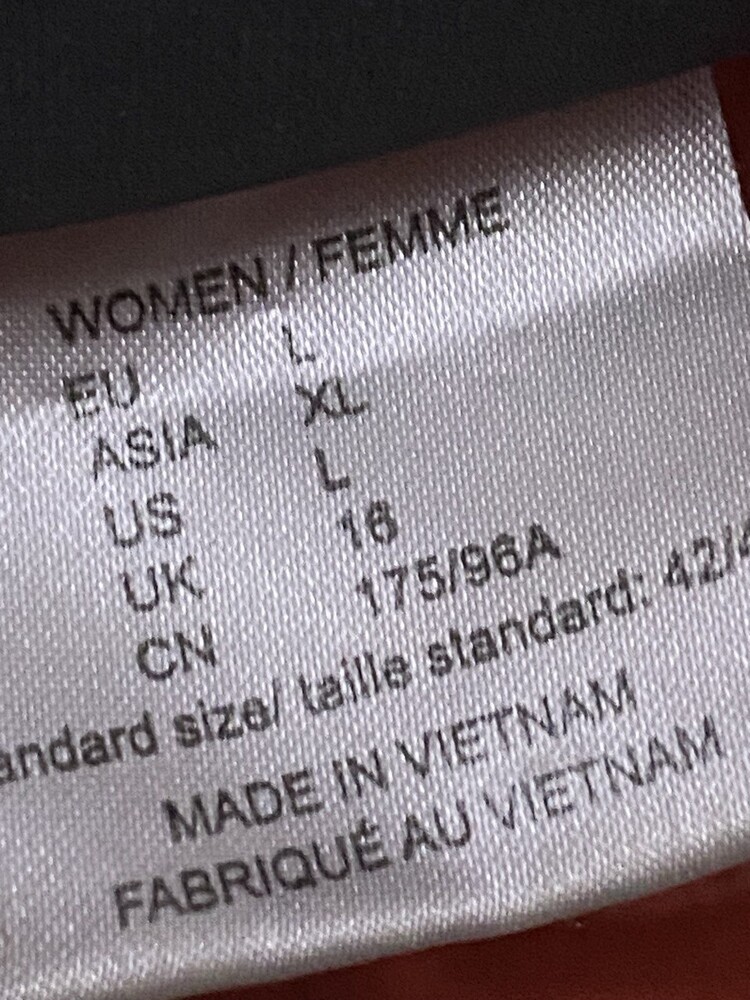 WOMEN / FEMME
EU L
ASIA XL
US L
UK 16
CN 175/96A
andard size/ taille standard: 42/
MADE IN VIETNAM
FABRIQUÉ AU VIETNAM